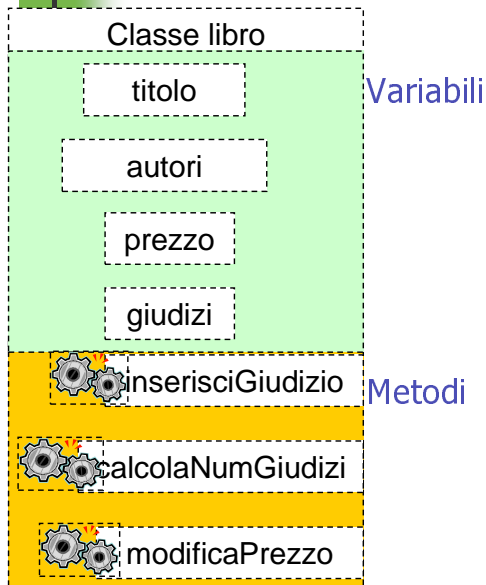 Classe libro
titolo
Variabili
autori
prezzo
giudizi
inserisciGiudizio
Metodi
calcolaNumGiudizi
modificaPrezzo